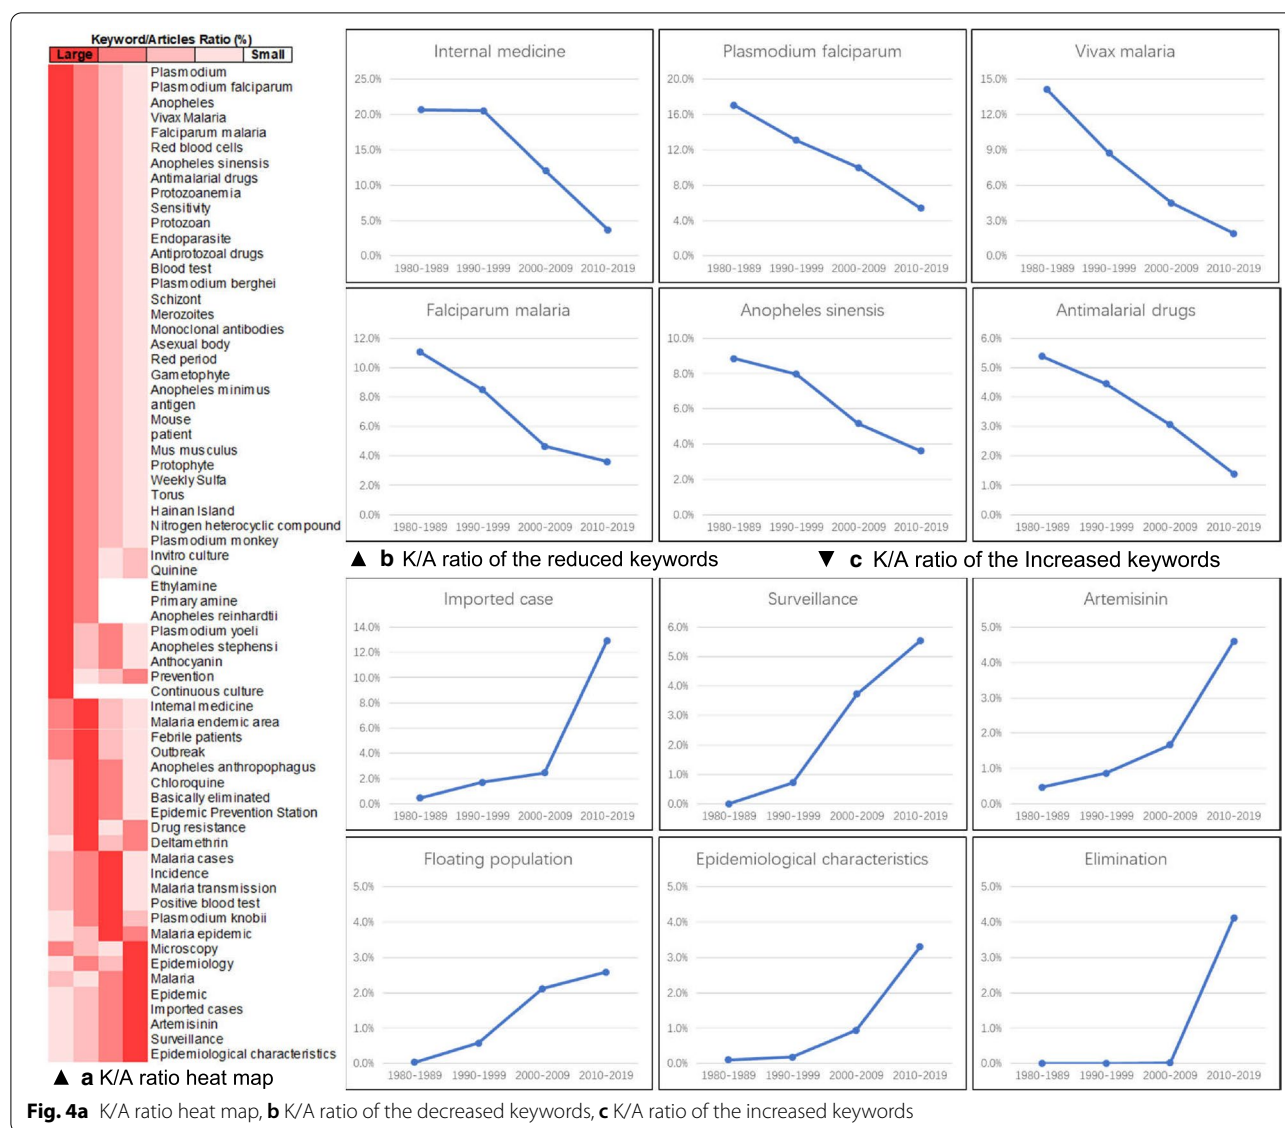 Keyword/Articles Ratio (%)
Large Small
Plasmodium
Plasmodium falciparum
Anopheles
Vivax Malaria
Falciparum malaria
Red blood cells
Anopheles sinensis
Antimalarial drugs
Protozoanemia
Sensitivity
Protozoan
Endoparasite
Antiprotozoal drugs
Blood test
Plasmodium berghei
Schizont
Merozoites
Monoclonal antibodies
Asexual body
Red period
Gametophyte
Anopheles minimus
antigen
Mouse
patient
Mus musculus
Protophyte
Weekly Sulfa
Torus
Hainan Island
Nitrogen heterocyclic compound
Plasmodium monkey
Invitro culture
Quinine
Ethylamine
Primary amine
Anopheles reinhardtii
Plasmodium yoeli
Anopheles stephensi
Anthocyanin
Prevention
Continuous culture
Internal medicine
Malaria endemic area
Febrile patients
Outbreak
Anopheles anthropophagus
Chloroquine
Basically eliminated
Epidemic Prevention Station
Drug resistance
Deltamethrin
Malaria cases
Incidence
Malaria transmission
Positive blood test
Plasmodium knobii
Malaria epidemic
Microscopy
Epidemiology
Malaria
Epidemic
Imported cases
Artemisinin
Surveillance
Epidemiological characteristics
▲ a K/A ratio heat map
Internal medicine
25.0%
20.0%
15.0%
10.0%
5.0%
0.0%
1980-1989 1990-1999 2000-2009 2010-2019
Plasmodium falciparum
20.0%
16.0%
12.0%
8.0%
4.0%
0.0%
1980-1989 1990-1999 2000-2009 2010-2019
Vivax malaria
15.0%
12.0%
9.0%
6.0%
3.0%
0.0%
1980-1989 1990-1999 2000-2009 2010-2019
Falciparum malaria
12.0%
10.0%
8.0%
6.0%
4.0%
2.0%
0.0%
1980-1989 1990-1999 2000-2009 2010-2019
Anopheles sinensis
10.0%
8.0%
6.0%
4.0%
2.0%
0.0%
1980-1989 1990-1999 2000-2009 2010-2019
Antimalarial drugs
6.0%
5.0%
4.0%
3.0%
2.0%
1.0%
0.0%
1980-1989 1990-1999 2000-2009 2010-2019
▲ b K/A ratio of the reduced keywords
▼ c K/A ratio of the Increased keywords
Imported case
14.0%
12.0%
10.0%
8.0%
6.0%
4.0%
2.0%
0.0%
1980-1989 1990-1999 2000-2009 2010-2019
Surveillance
6.0%
5.0%
4.0%
3.0%
2.0%
1.0%
0.0%
1980-1989 1990-1999 2000-2009 2010-2019
Artemisinin
5.0%
4.0%
3.0%
2.0%
1.0%
0.0%
1980-1989 1990-1999 2000-2009 2010-2019
Floating population
5.0%
4.0%
3.0%
2.0%
1.0%
0.0%
1980-1989 1990-1999 2000-2009 2010-2019
Epidemiological characteristics
5.0%
4.0%
3.0%
2.0%
1.0%
0.0%
1980-1989 1990-1999 2000-2009 2010-2019
Elimination
5.0%
4.0%
3.0%
2.0%
1.0%
0.0%
1980-1989 1990-1999 2000-2009 2010-2019
Fig. 4a K/A ratio heat map, b K/A ratio of the decreased keywords, c K/A ratio of the increased keywords